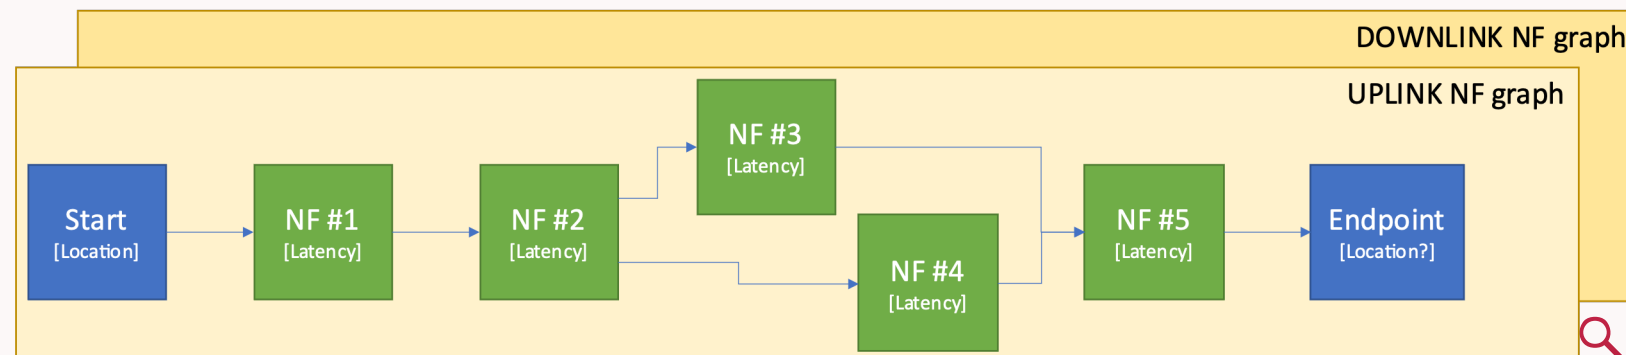 DOWNLINK NF graph
UPLINK NF graph
Start
[Location]
NF #1
[Latency]
NF #2
[Latency]
NF #3
[Latency]
NF #4
[Latency]
NF #5
[Latency]
Endpoint
[Location?]